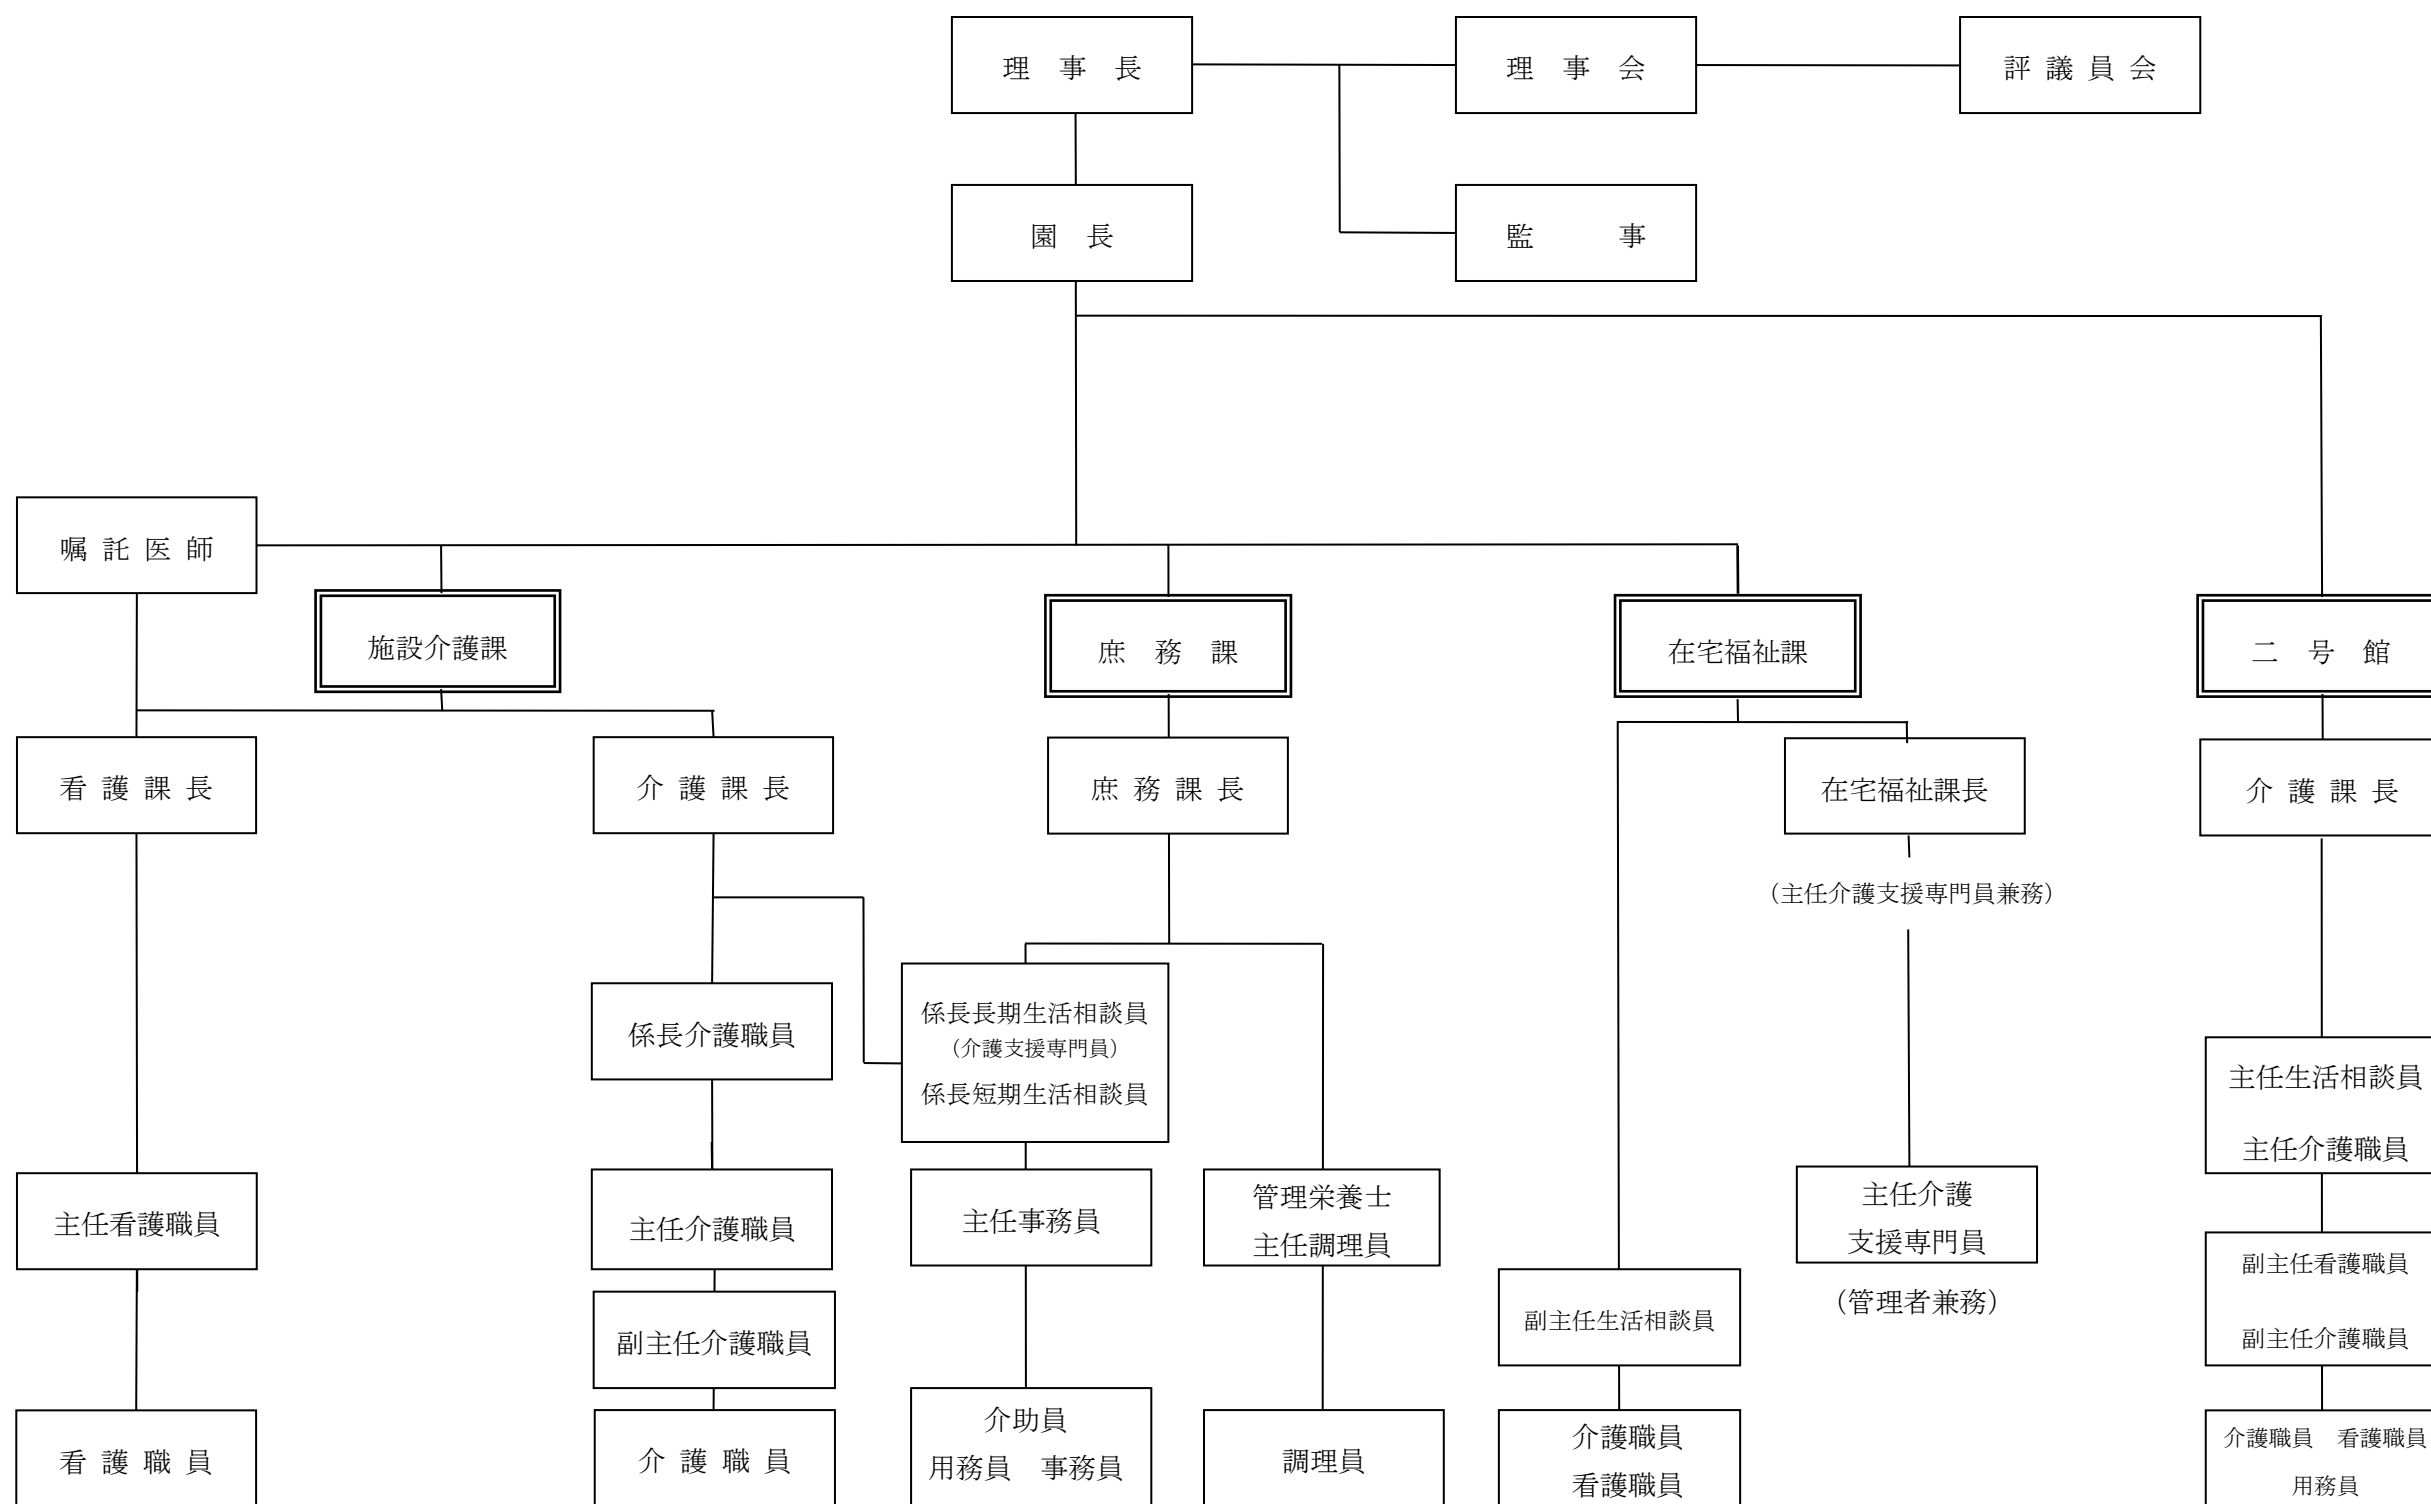 理　事　長
理　事　会
評 議 員 会
園　長
監　　　事
嘱 託 医 師
施設介護課
庶　務　課
在宅福祉課
二　号　館
看 護 課 長
介 護 課 長
庶 務 課 長
在宅福祉課長
介 護 課 長
（主任介護支援専門員兼務）
係長介護職員
係長長期生活相談員
（介護支援専門員）
係長短期生活相談員
主任生活相談員
主任介護職員
主任看護職員
主任介護職員
主任事務員
管理栄養士
主任調理員
主任介護
支援専門員
（管理者兼務）
副主任看護職員
副主任介護職員
副主任介護職員
副主任生活相談員
看 護 職 員
介 護 職 員
介助員
用務員　事務員
調理員
介護職員
看護職員
介護職員　看護職員
用務員